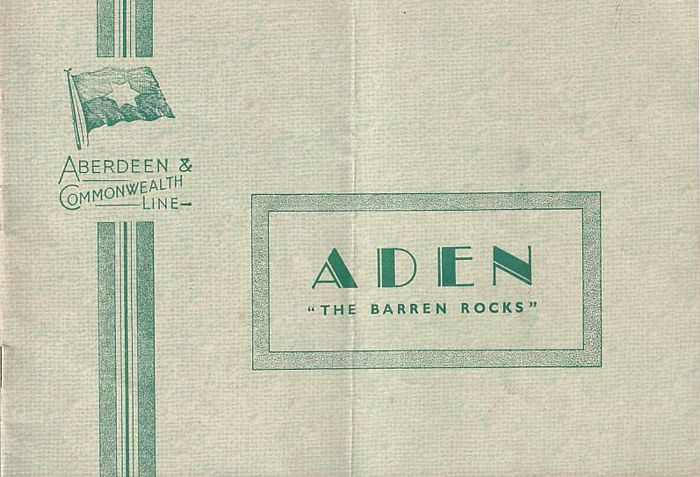 ABERDEEN &
COMMONWEALTH
LINE
ADEN
"THE BARREN ROCKS"